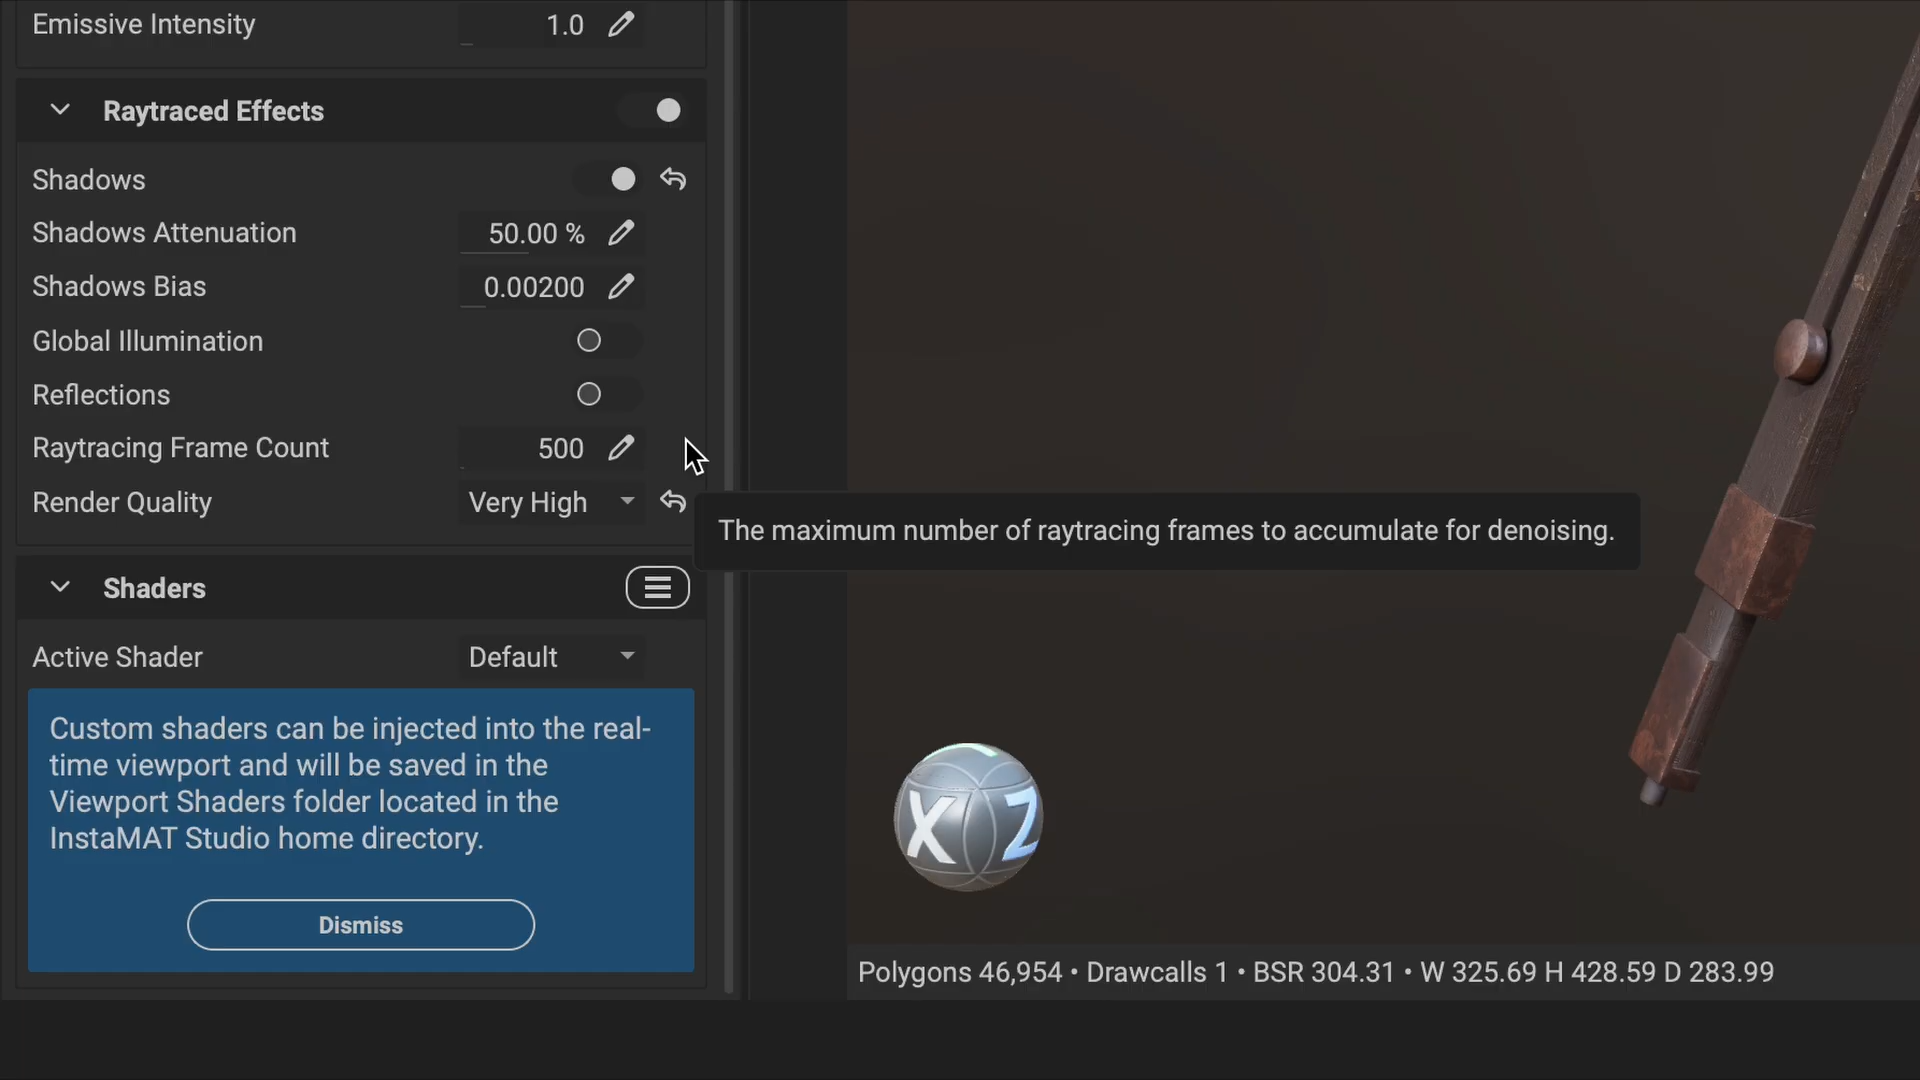 Emissive Intensity 1.0
Raytraced Effects
Shadows
Shadows Attenuation 50.00 %
Shadows Bias 0.00200
Global Illumination
Reflections
Raytracing Frame Count 500
Render Quality Very High
The maximum number of raytracing frames to accumulate for denoising.
Shaders
Active Shader Default
Custom shaders can be injected into the real-
time viewport and will be saved in the
Viewport Shaders folder located in the
InstaMAT Studio home directory.
Dismiss
X Z
Polygons 46,954 • Drawcalls 1 • BSR 304.31 • W 325.69 H 428.59 D 283.99